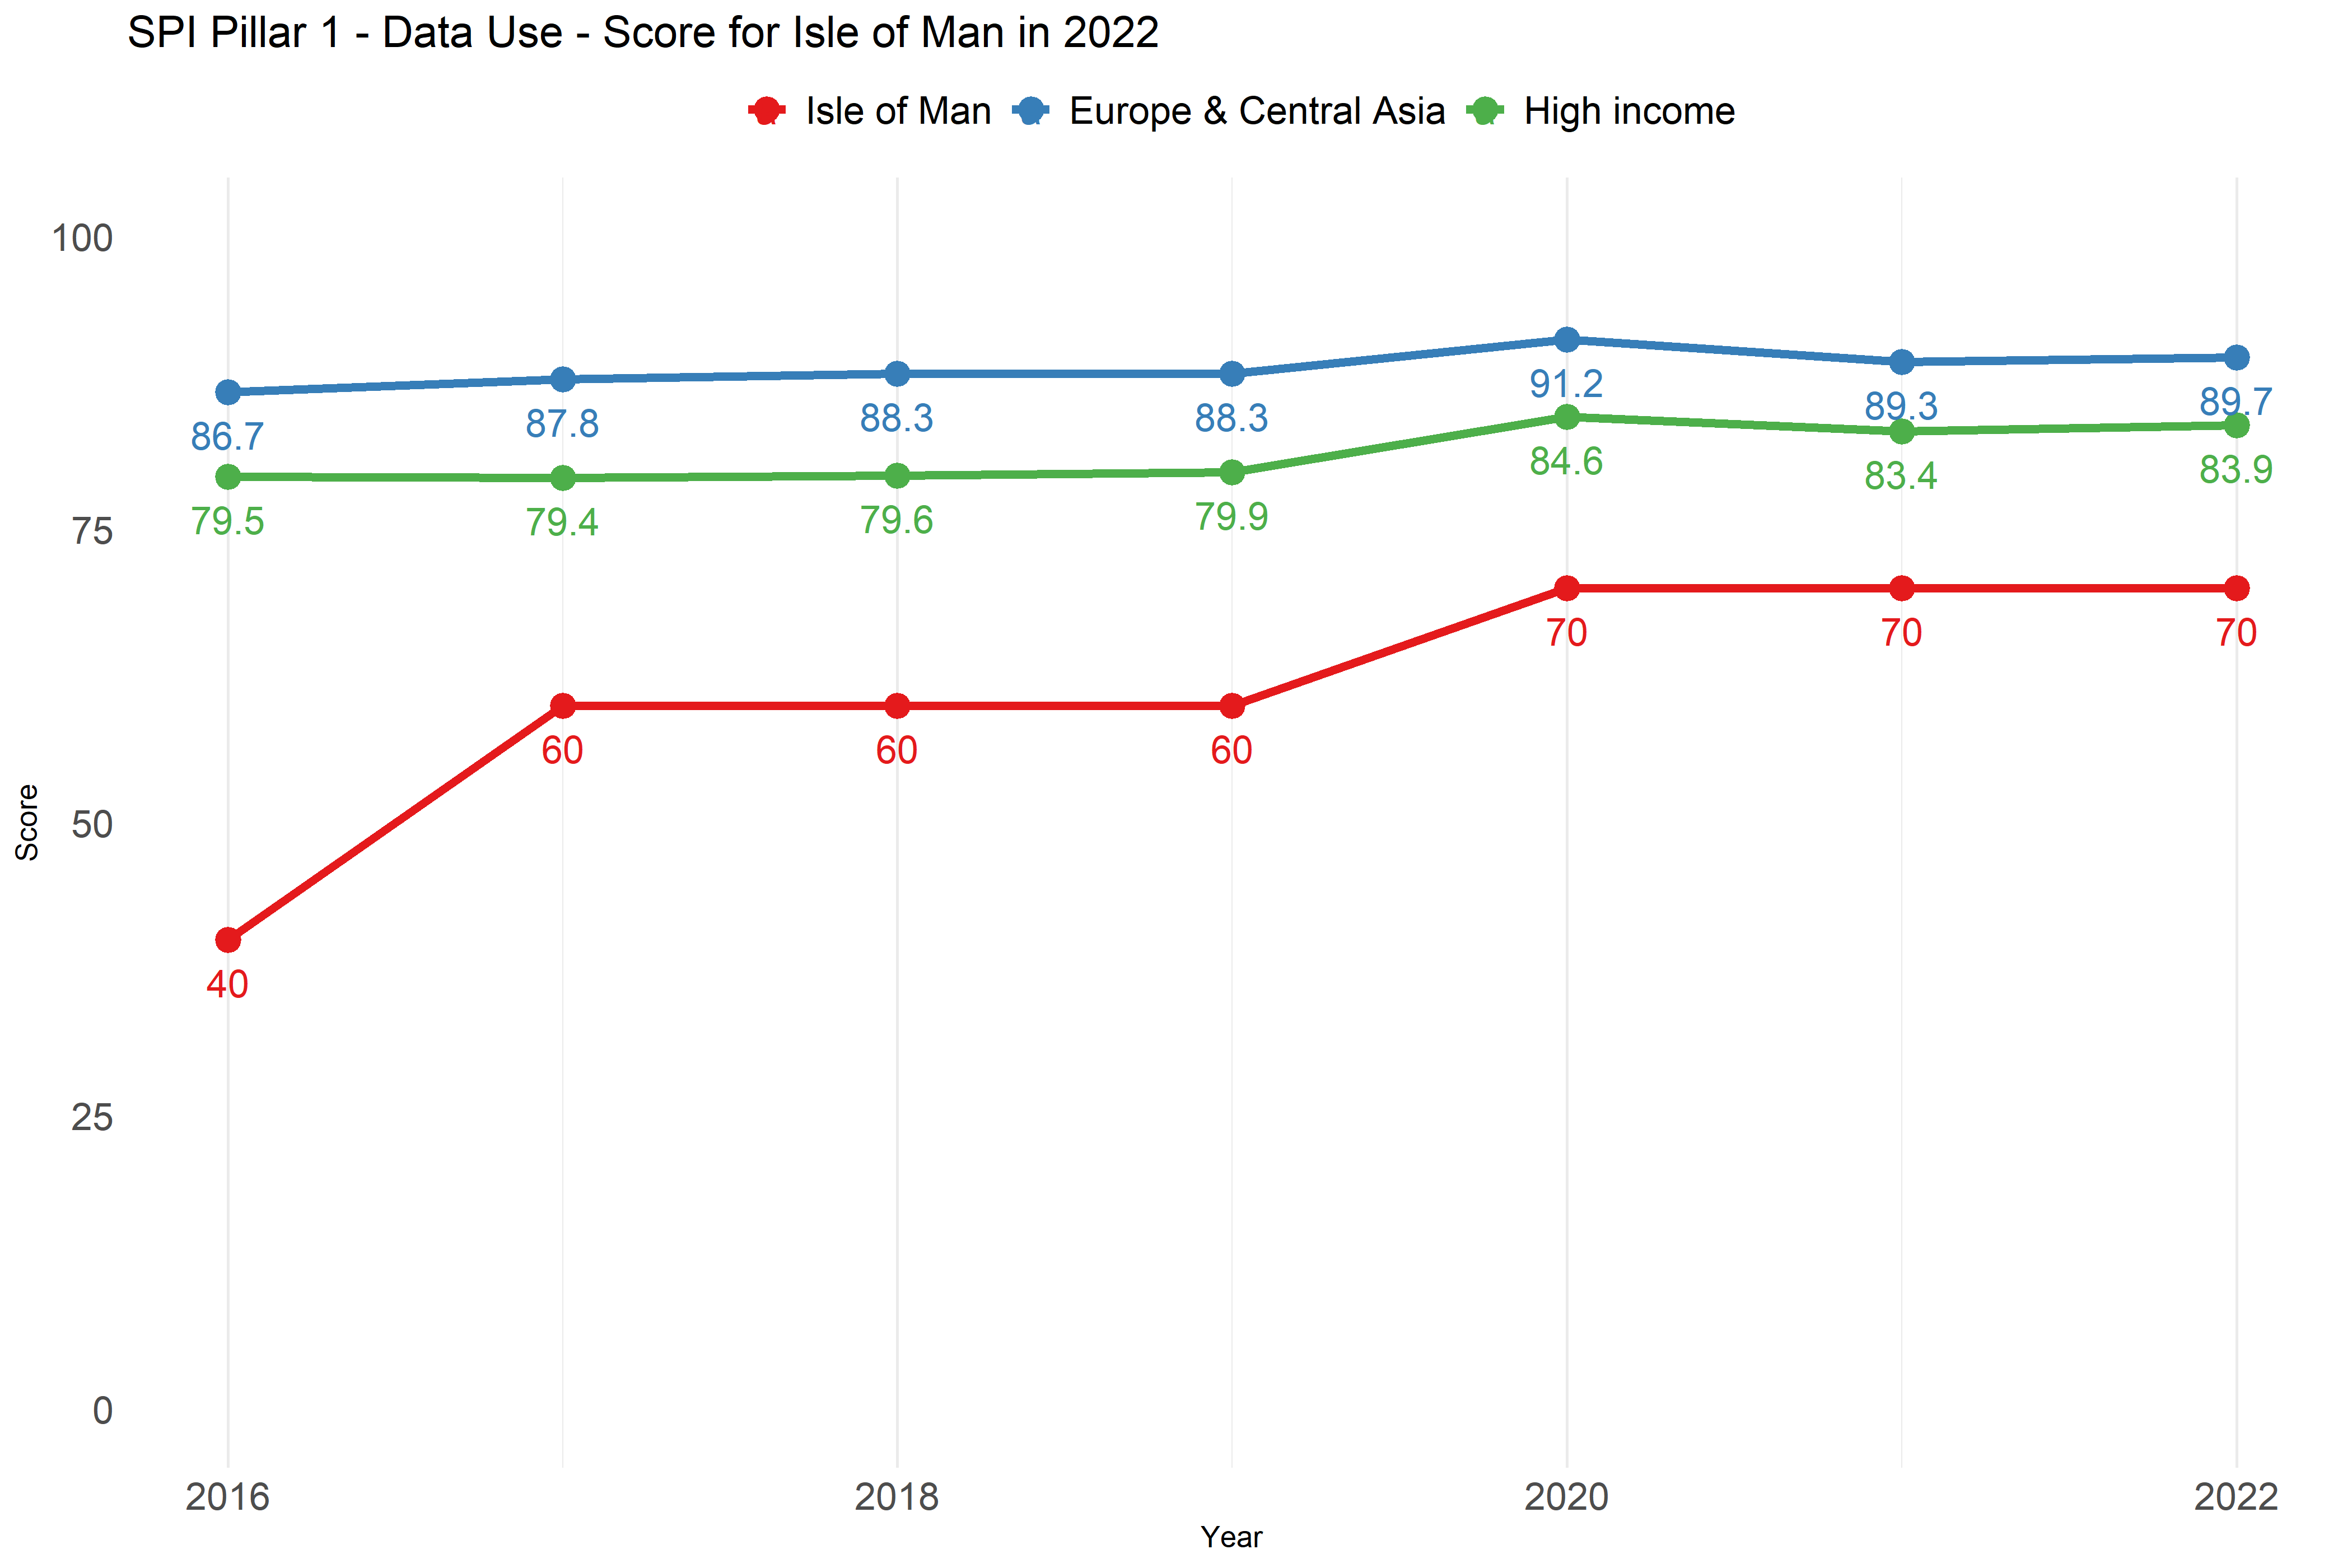 SPI Pillar 1 - Data Use - Score for Isle of Man in 2022
Isle of Man Europe & Central Asia High income
100
75
50
25
0
Score
86.7 87.8 88.3 88.3 91.2 89.3 89.7
79.5 79.4 79.6 79.9 84.6 83.4 83.9
40 60 60 60 70 70 70
2016 2018 2020 2022
Year